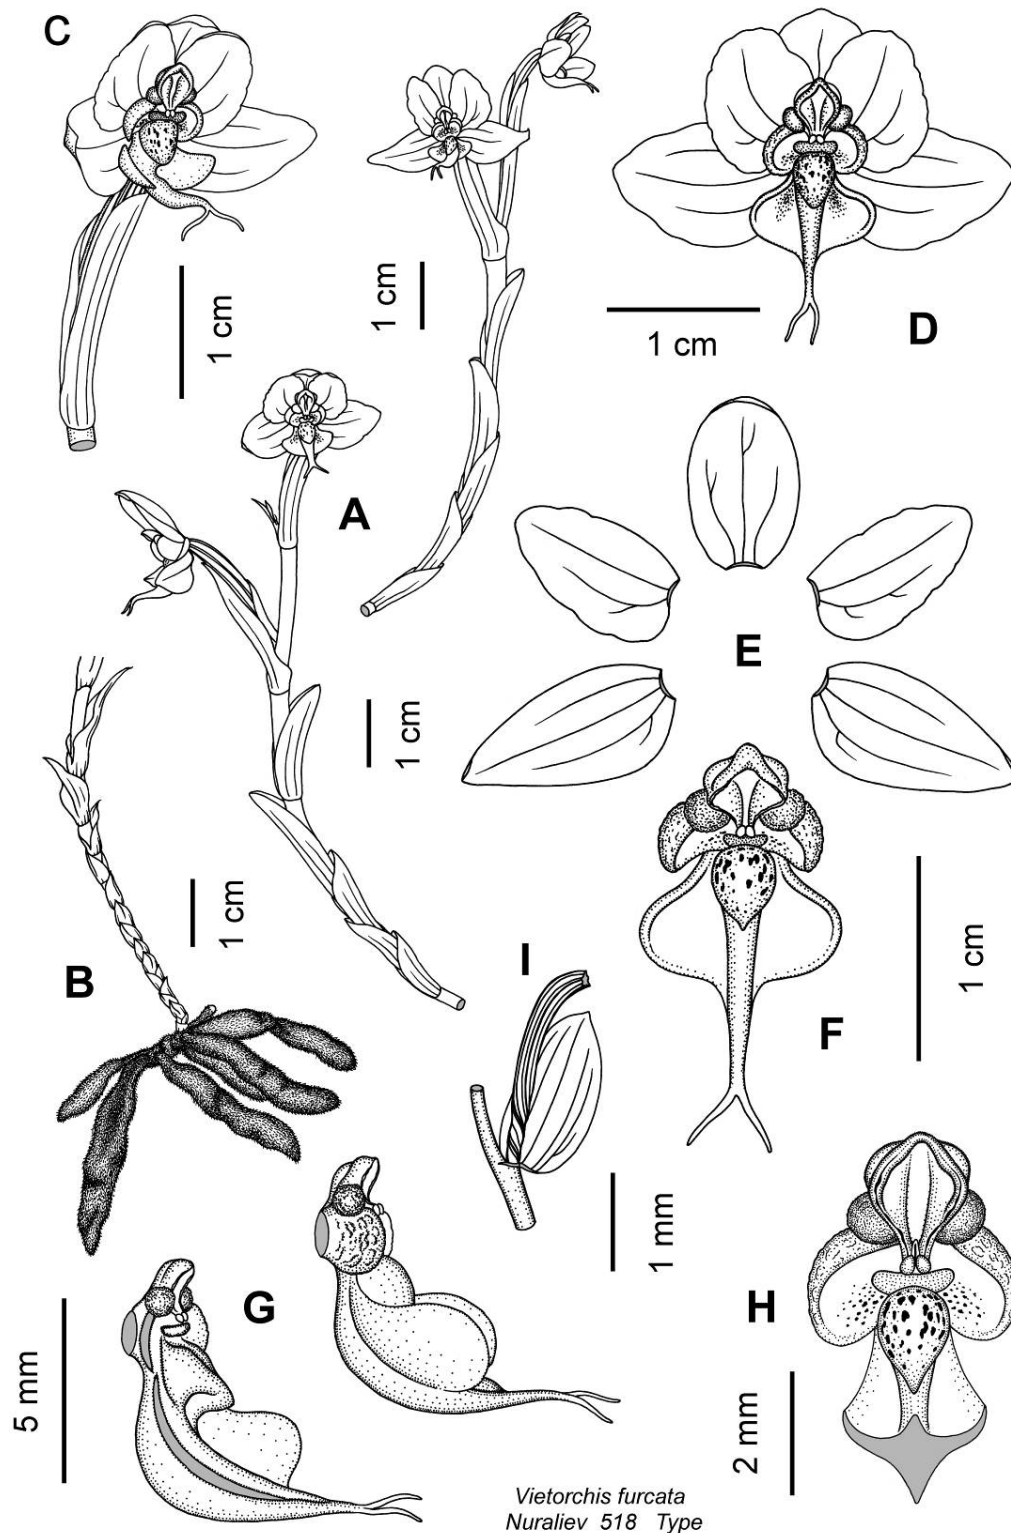 C
1 cm
1 cm
1 cm
D
A
E
1 cm
B
1 cm
I
F
1 cm
1 mm
G
H
5 mm
2 mm
Vietorchis furcata
Nuraliev 518 Type